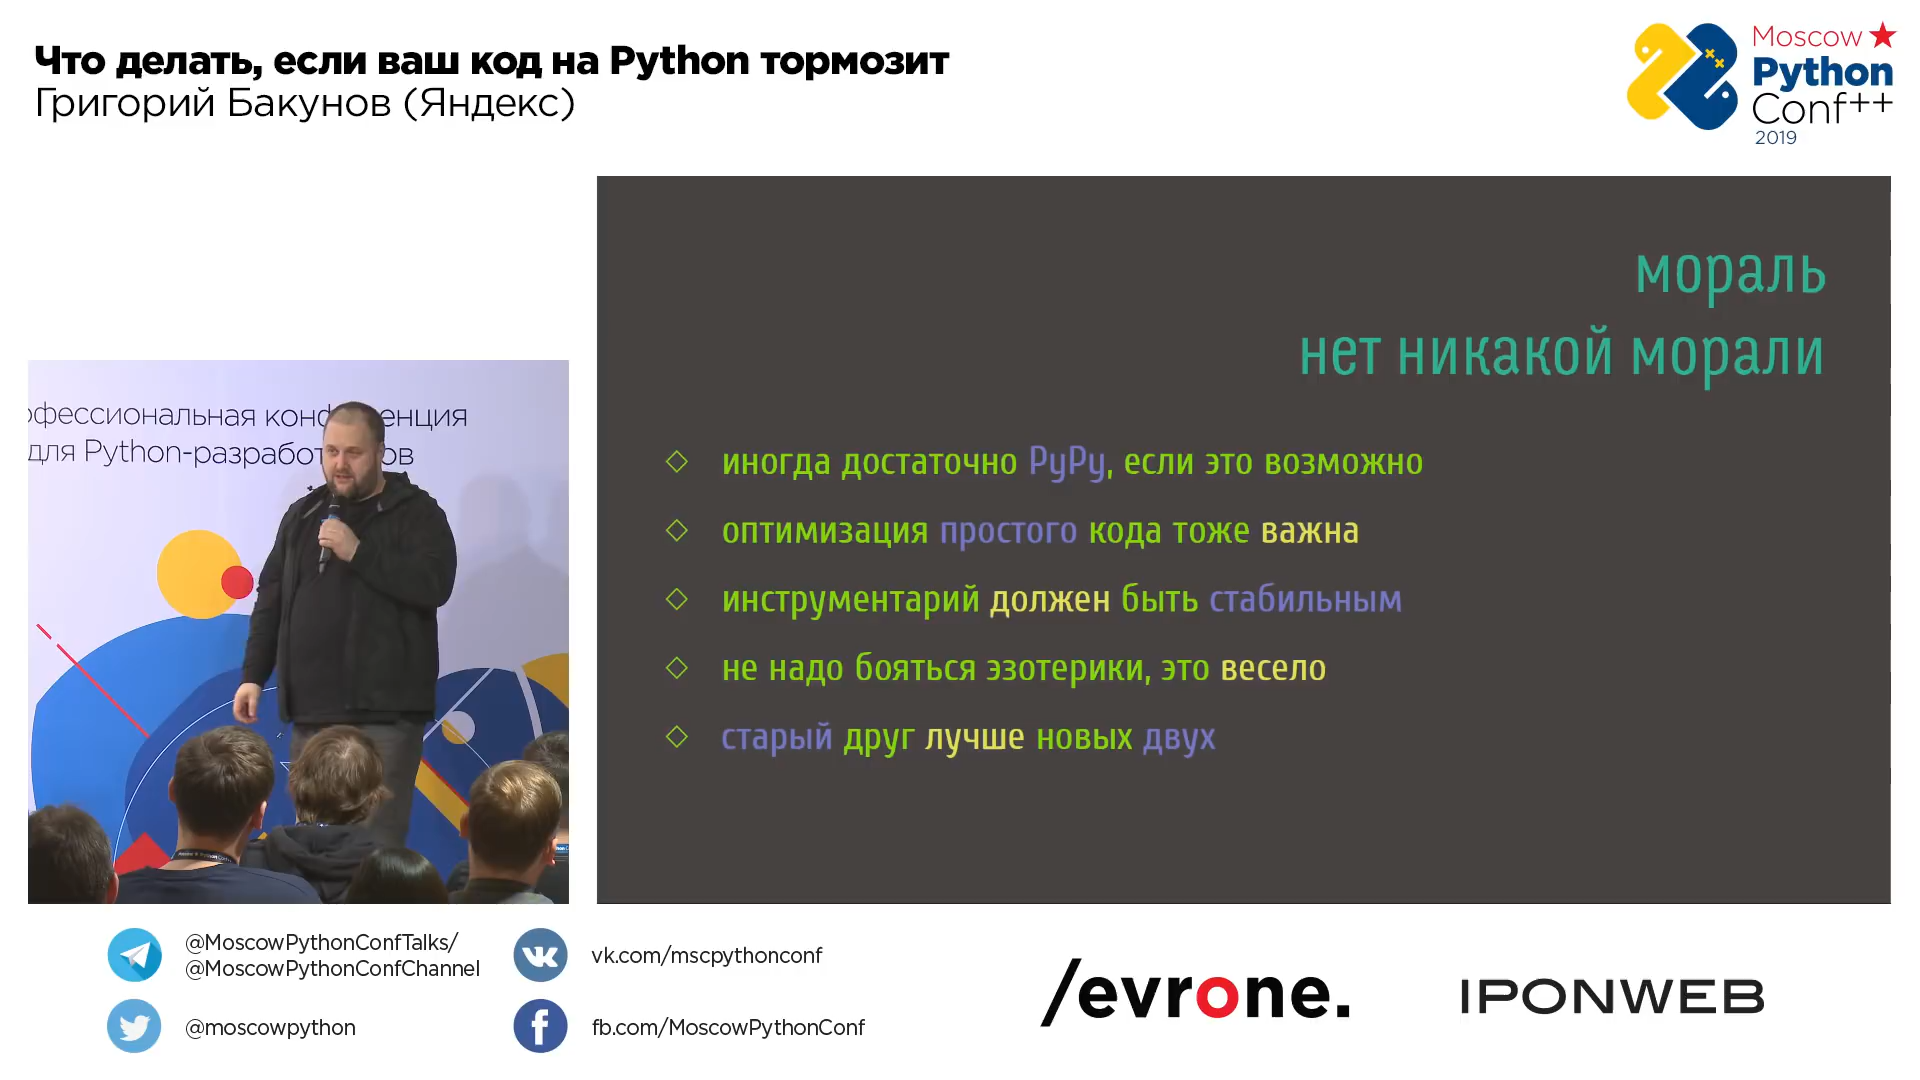 Что делать, если ваш код на Python тормозит
Григорий Бакунов (Яндекс)
Moscow
Python
Conf++
2019
мораль
нет никакой морали
иногда достаточно PyPy, если это возможно
оптимизация простого кода тоже важна
инструментарий должен быть стабильным
не надо бояться эзотерики, это весело
старый друг лучше новых двух
для Python-
@MoscowPythonConfTalks/
@MoscowPythonConfChannel
@moscowpython
vk.com/mscpythonconf
fb.com/MoscowPythonConf
/evrone.
IPONWEB